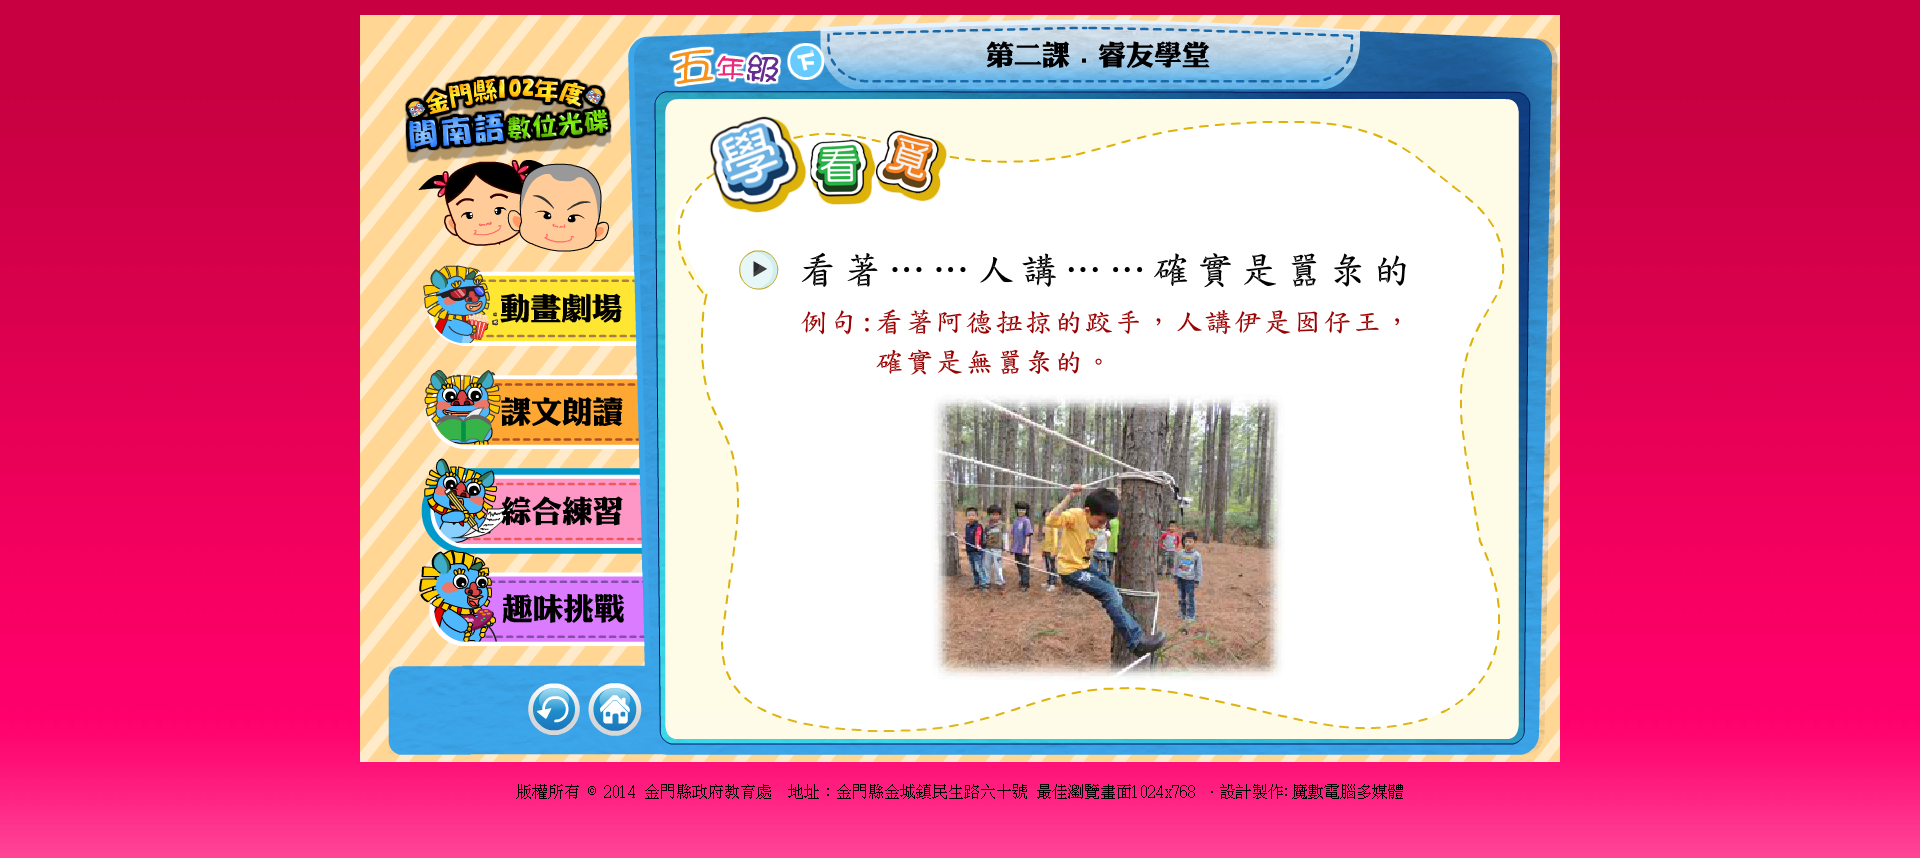 金門縣102年度
閩南語數位光碟
五年級 下
第二課．睿友學堂
動畫劇場
課文朗讀
綜合練習
趣味挑戰
學看覓
看著……人講……確實是囂彔的
例句:看著阿德扭掠的跤手，人講伊是囡仔王，
確實是無囂彔的。
版權所有 © 2014 金門縣政府教育處 地址：金門縣金城鎮民生路六十號 最佳瀏覽畫面1024x768 ．設計製作:魔數電腦多媒體